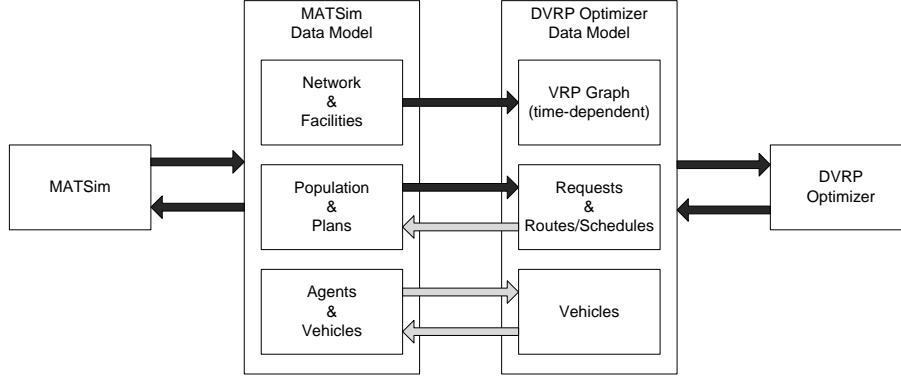 MATSim
MATSim
Data Model
Network
&
Facilities
Population
&
Plans
Agents
&
Vehicles
DVRP Optimizer
Data Model
VRP Graph
(time-dependent)
Requests
&
Routes/Schedules
Vehicles
DVRP
Optimizer